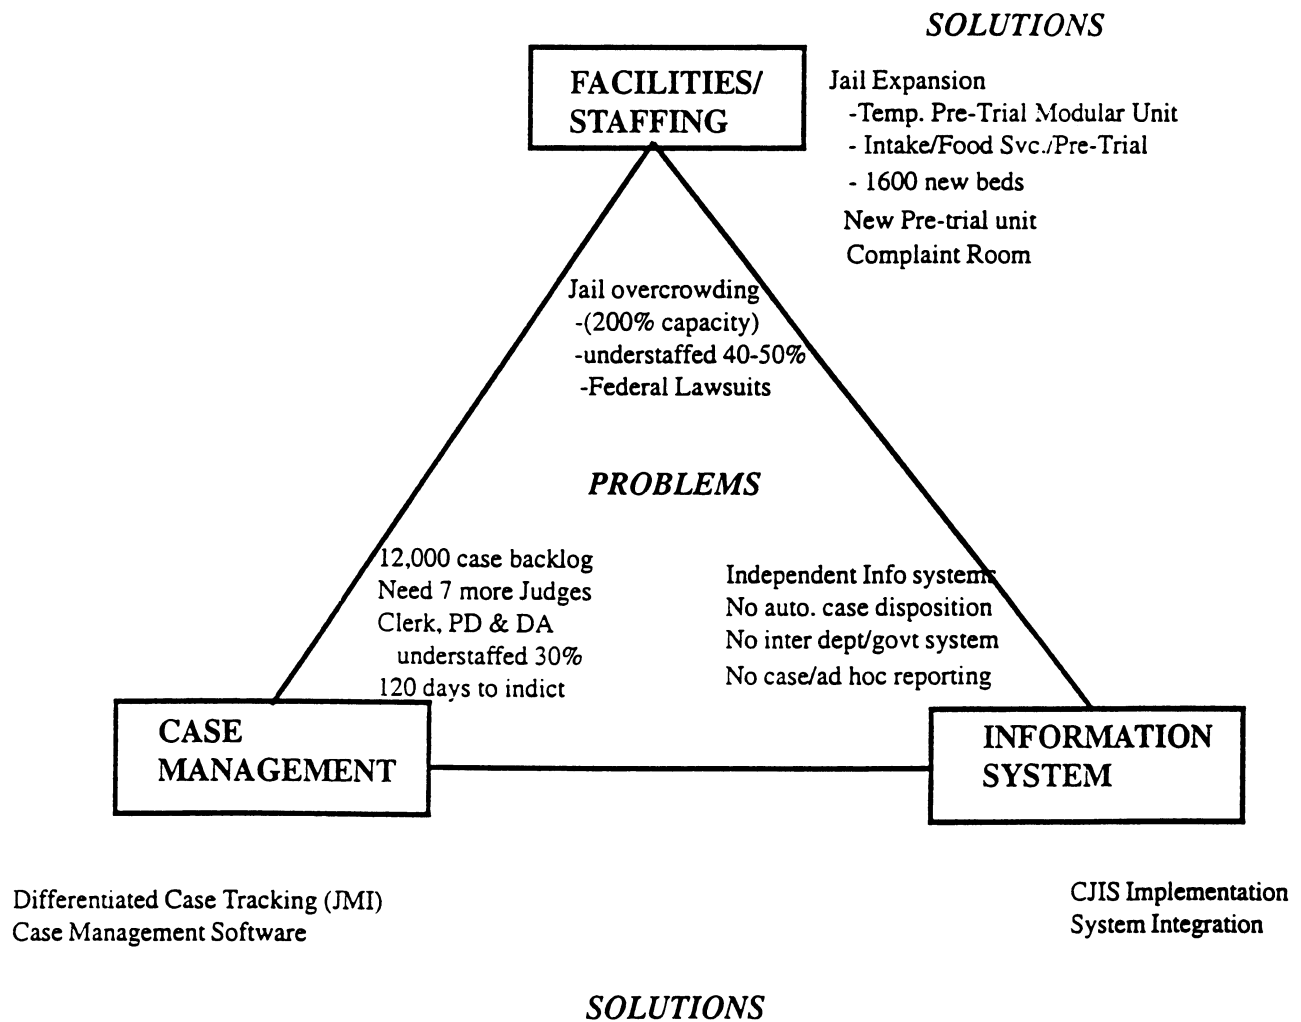 SOLUTIONS
FACILITIES/
STAFFING
Jail Expansion
-Temp. Pre-Trial Modular Unit
- Intake/Food Svc./Pre-Trial
- 1600 new beds
New Pre-trial unit
Complaint Room
Jail overcrowding
-(200% capacity)
-understaffed 40-50%
-Federal Lawsuits
PROBLEMS
12,000 case backlog
Need 7 more Judges
Clerk, PD & DA
understaffed 30%
120 days to indict
Independent Info systems
No auto. case disposition
No inter dept/govt system
No case/ad hoc reporting
CASE
MANAGEMENT
INFORMATION
SYSTEM
Differentiated Case Tracking (JMI)
Case Management Software
CJIS Implementation
System Integration
SOLUTIONS